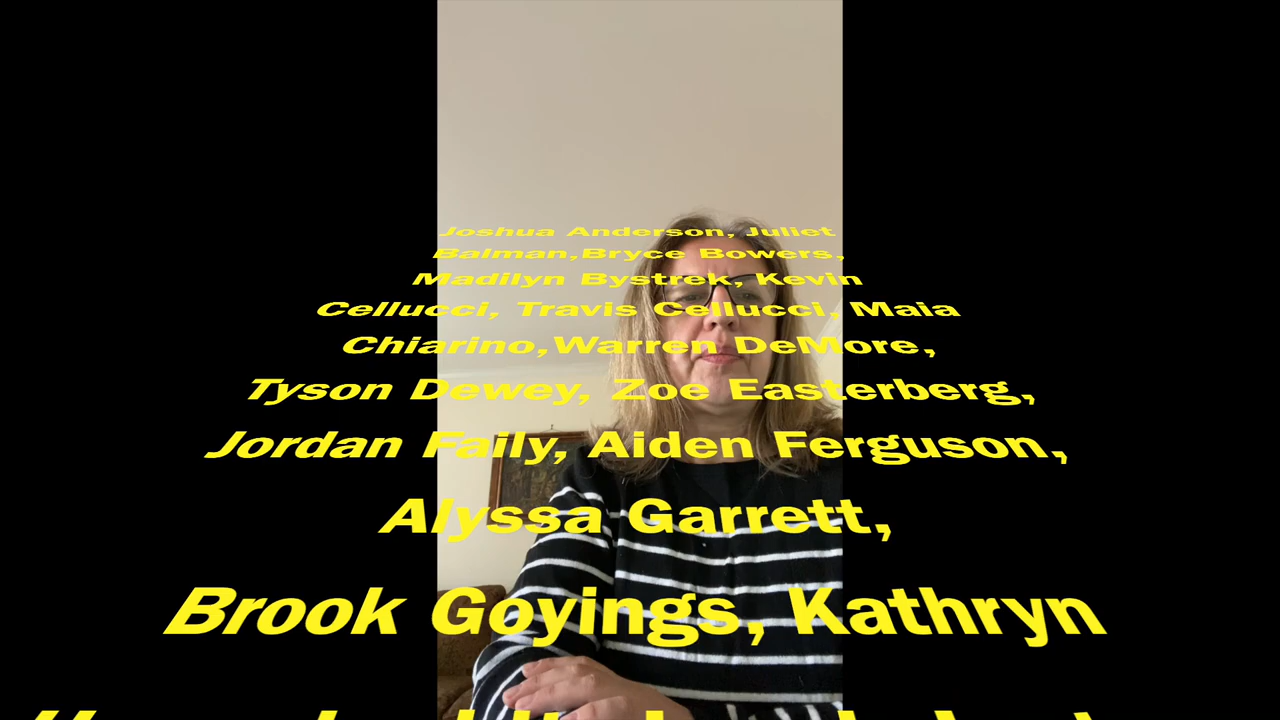 Joshua Anderson, Juliet
Balman,Bryce Bowers,
Madilyn Bystrek, Kevin
Cellucci, Travis Cellucci, Maia
Chiarino,Warren DeMore,
Tyson Dewey, Zoe Easterberg,
Jordan Faily, Aiden Ferguson,
Alyssa Garrett,
Brook Goyings, Kathryn